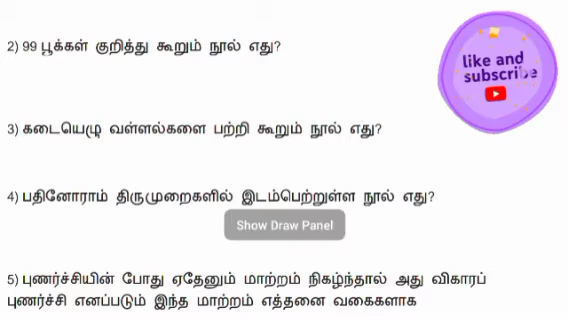 2) 99 பூக்கள் குறித்து கூறும் நூல் எது?
like and
subscribe
3) கடையெழு வள்ளல்களை பற்றி கூறும் நூல் எது?
4) பதினோராம் திருமுறைகளில் இடம்பெற்றுள்ள நூல் எது?
Show Draw Panel
5) புணர்ச்சியின் போது ஏதேனும் மாற்றம் நிகழ்ந்தால் அது விகாரப்
புணர்ச்சி எனப்படும் இந்த மாற்றம் எத்தனை வகைகளாக